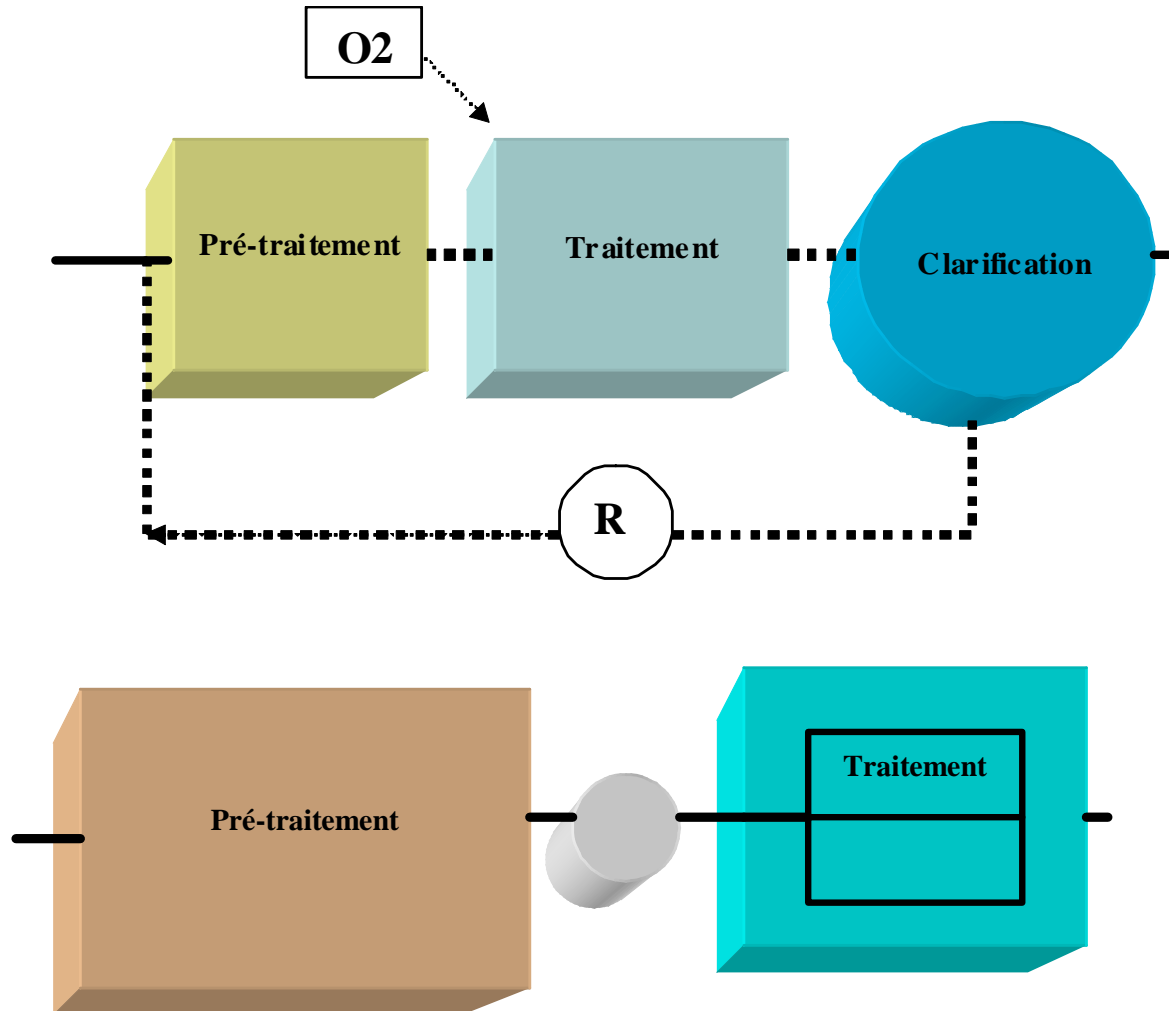 O2
Pré-traitement
Traitement
Clarification
R
Traitement
Pré-traitement